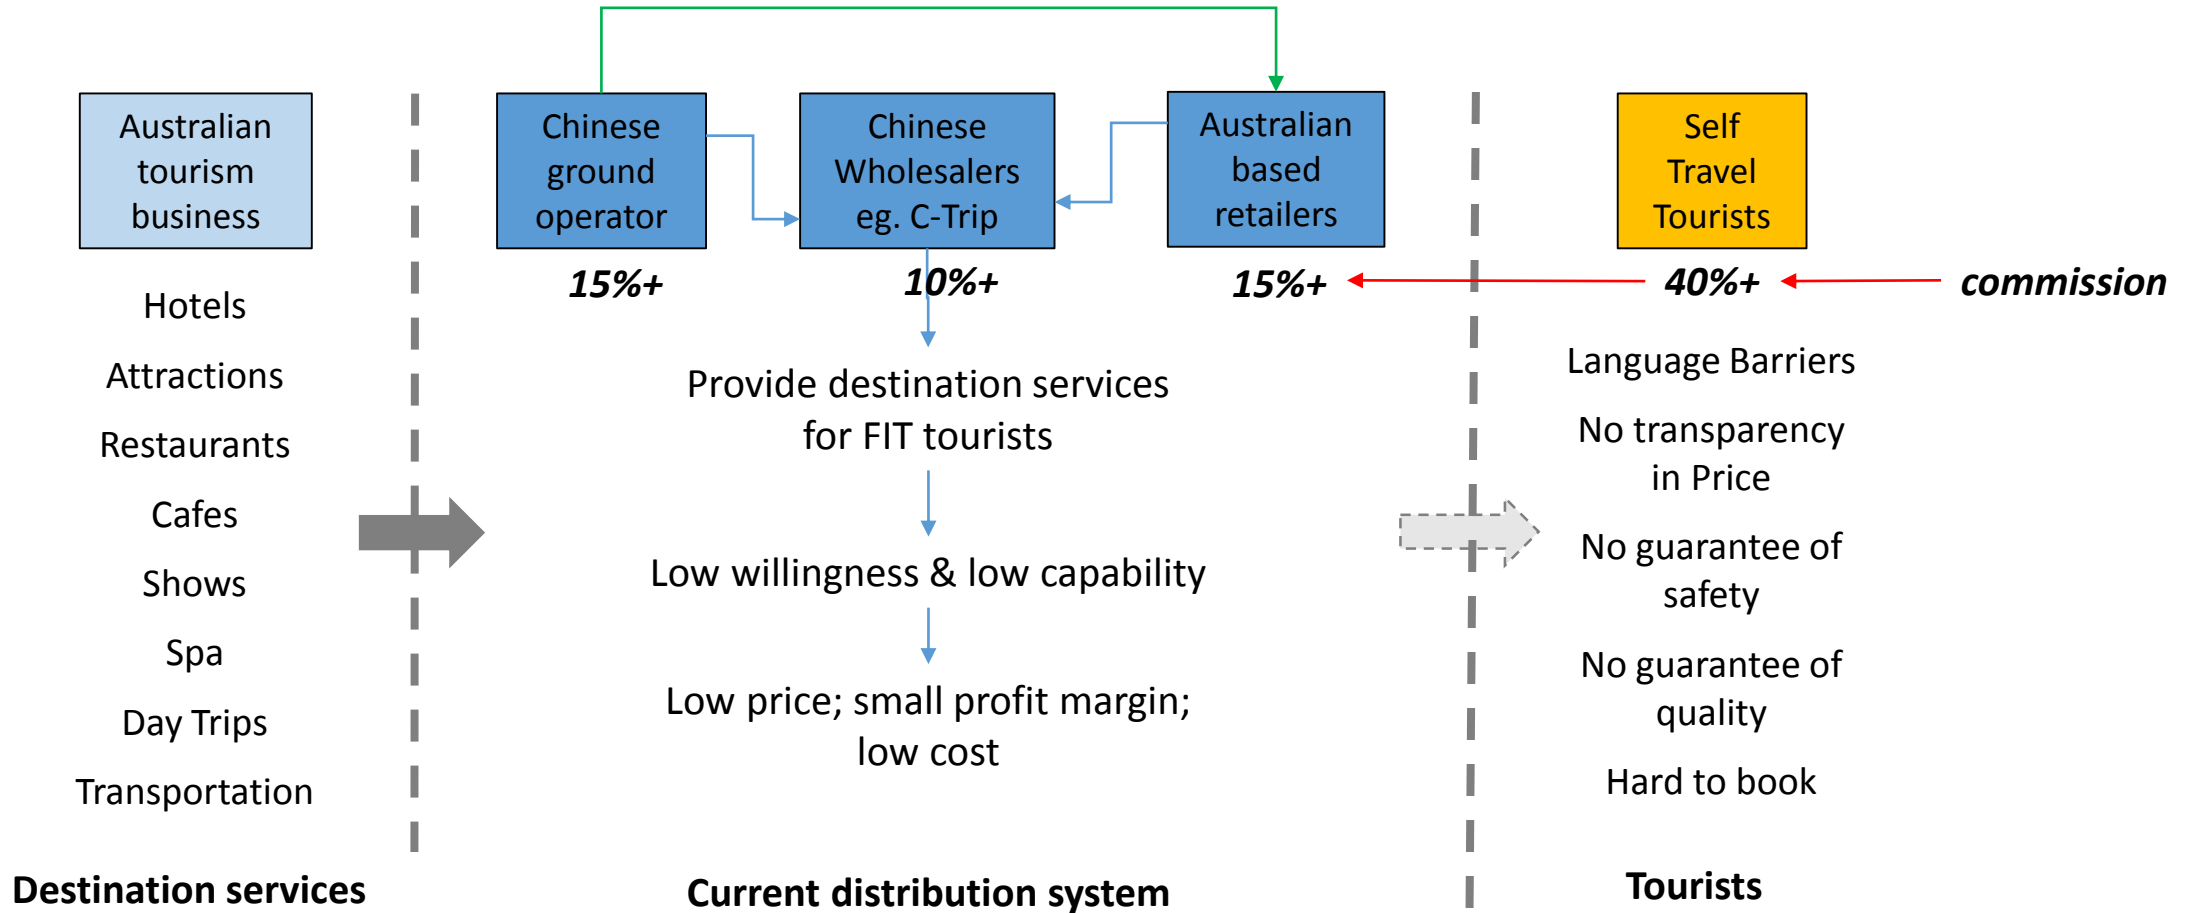 Australian
tourism
business
Hotels
Attractions
Restaurants
Cafes
Shows
Spa
Day Trips
Transportation
Destination services
Chinese
ground
operator
15%+
Chinese
Wholesalers
eg. C-Trip
10%+
Australian
based
retailers
15%+
Provide destination services
for FIT tourists
Low willingness & low capability
Low price; small profit margin;
low cost
Current distribution system
Self
Travel
Tourists
40%+
commission
Language Barriers
No transparency
in Price
No guarantee of
safety
No guarantee of
quality
Hard to book
Tourists